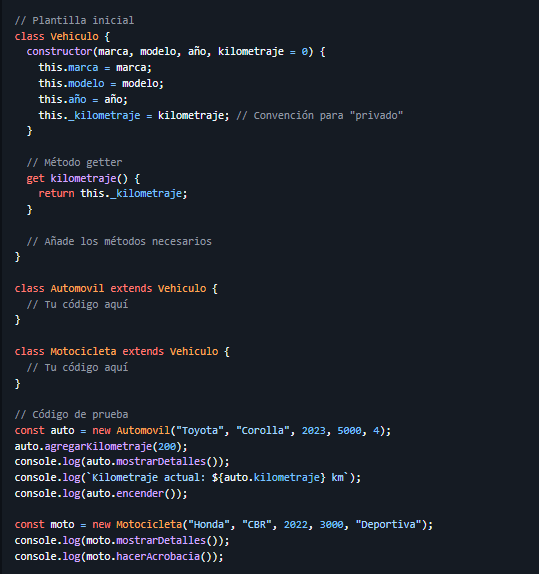 // Plantilla inicial
class Vehiculo {
  constructor(marca, modelo, año, kilometraje = 0) {
    this.marca = marca;
    this.modelo = modelo;
    this.año = año;
    this._kilometraje = kilometraje; // Convención para "privado"
  }

  // Método getter
  get kilometraje() {
    return this._kilometraje;
  }

  // Añade los métodos necesarios
}

class Automovil extends Vehiculo {
  // Tu código aquí
}

class Motocicleta extends Vehiculo {
  // Tu código aquí
}

// Código de prueba
const auto = new Automovil("Toyota", "Corolla", 2023, 5000, 4);
auto.agregarKilometraje(200);
console.log(auto.mostrarDetalles());
console.log(`Kilometraje actual: ${auto.kilometraje} km`);
console.log(auto.encender());

const moto = new Motocicleta("Honda", "CBR", 2022, 3000, "Deportiva");
console.log(moto.mostrarDetalles());
console.log(moto.hacerAcrobacia());